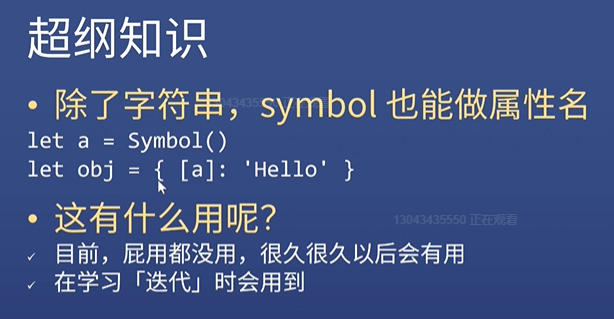 超纲知识
• 除了字符串，symbol 也能做属性名
let a = Symbol()
let obj = { [a]: 'Hello' }
• 这有什么用呢？
✓ 目前，屁用都没用，很久很久以后会有用
✓ 在学习「迭代」时会用到
13043435550 正在观看